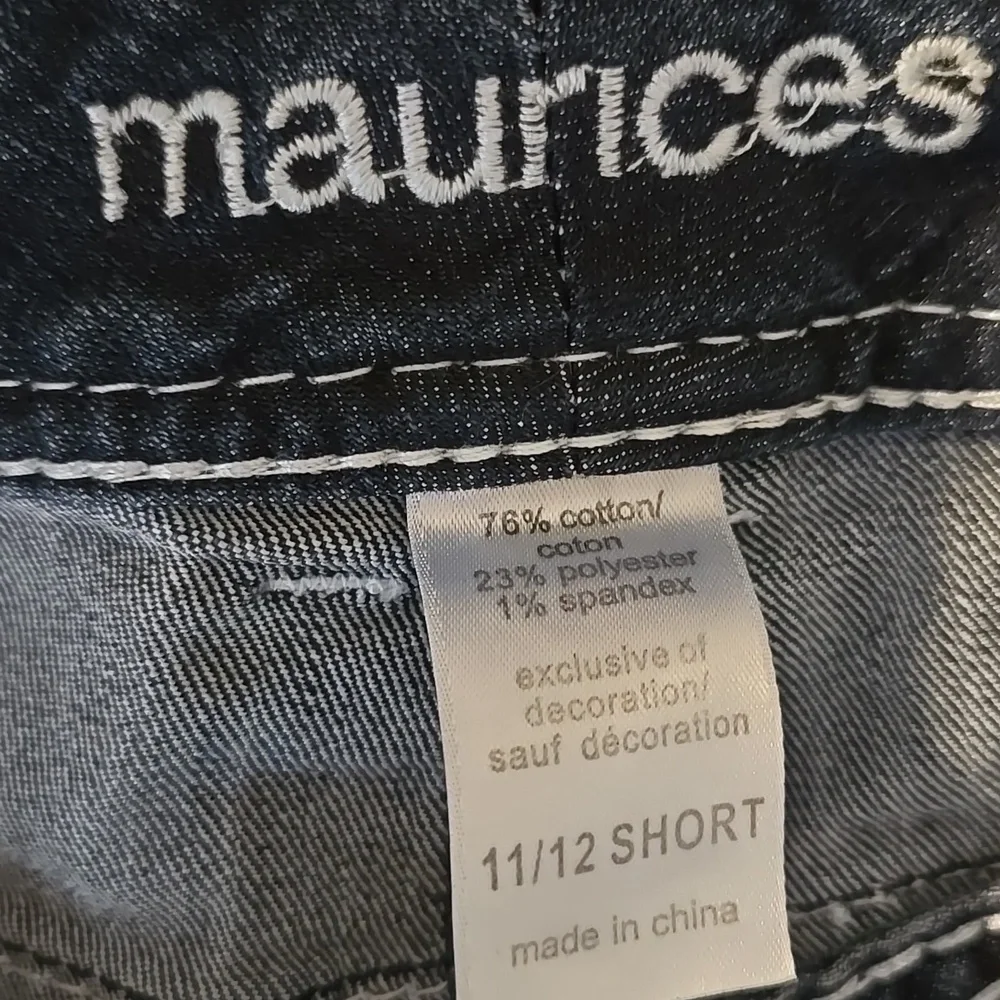 maurices
76% cotton/
coton
23% polyester
1% spandex
exclusive of
decoration/
sauf décoration
11/12 SHORT
made in china